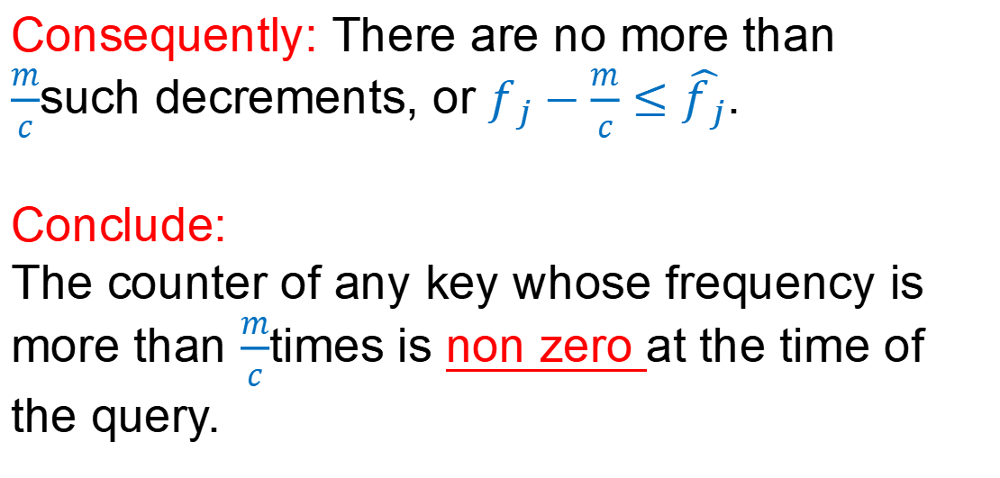 Consequently: There are no more than
$\frac{m}{c}$such decrements, or $f_j - \frac{m}{c} \leq \widehat{f}_j$.
Conclude:
The counter of any key whose frequency is
more than $\frac{m}{c}$times is non zero at the time of
the query.